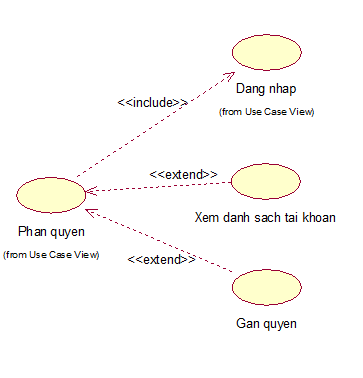 Dang nhap
(from Use Case View)
<<include>>
<<extend>>
Xem danh sach tai khoan
Phan quyen
(from Use Case View)
<<extend>>
Gan quyen